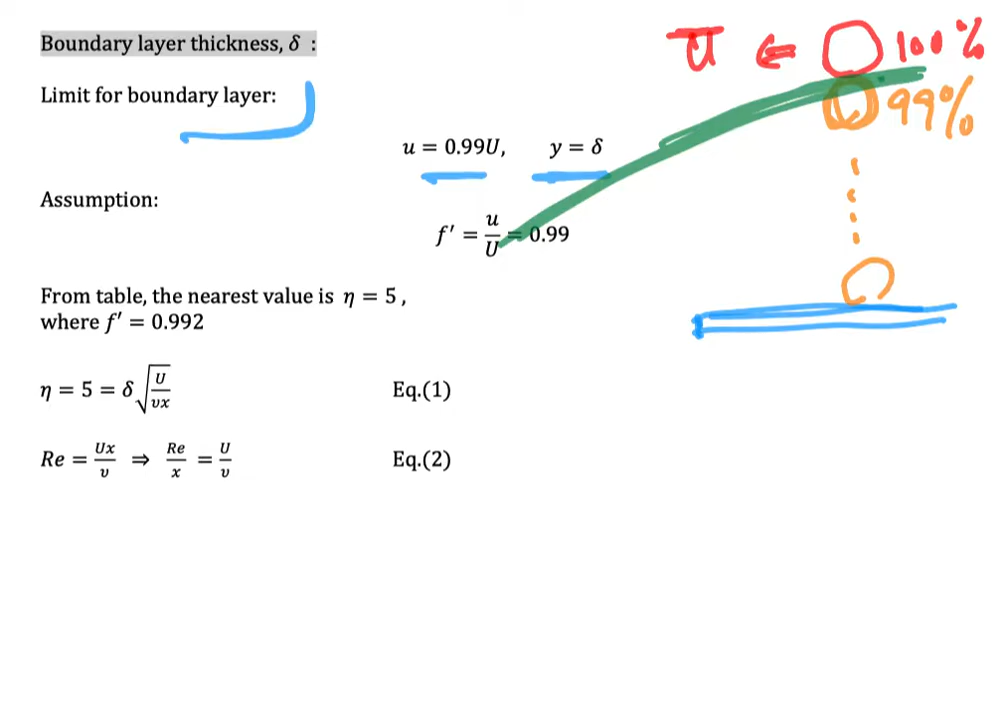 Boundary layer thickness, δ :
U ⇐ 100%
Limit for boundary layer:
99%
u = 0.99U, y = δ
Assumption:
f′ = u/U = 0.99
From table, the nearest value is η = 5 ,
where f′ = 0.992
η = 5 = δ√(U/υx) Eq.(1)
Re = Ux/υ ⇒ Re/x = U/υ Eq.(2)